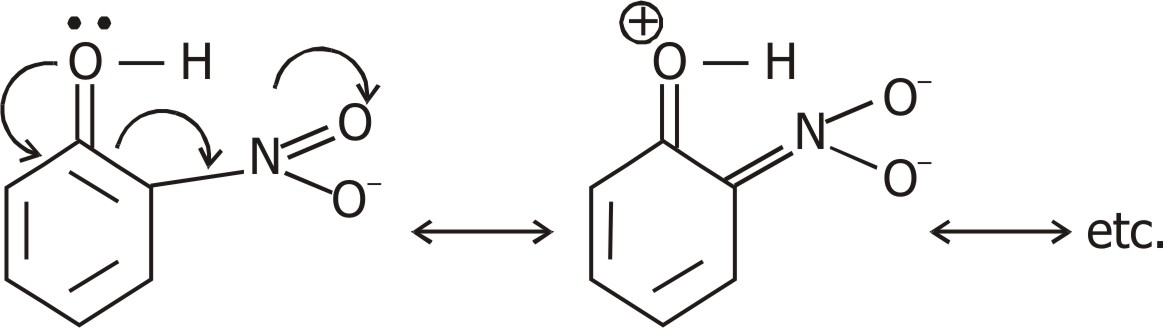 •• ⊕
O — H O — H
O O⁻
N N
O⁻ O⁻
etc.